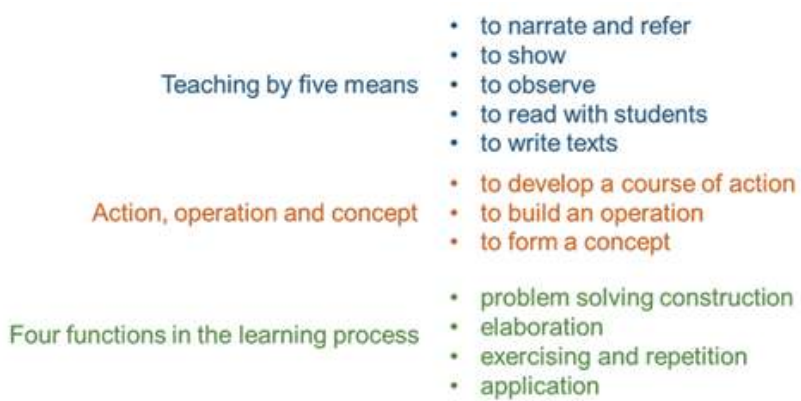 Teaching by five means
• to narrate and refer
• to show
• to observe
• to read with students
• to write texts
Action, operation and concept
• to develop a course of action
• to build an operation
• to form a concept
Four functions in the learning process
• problem solving construction
• elaboration
• exercising and repetition
• application